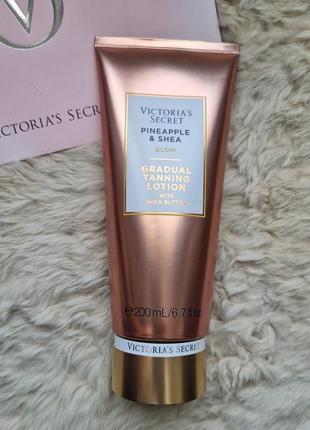 VICTORIA'S SECRET
VICTORIA'S SECRET
PINEAPPLE
& SHEA
GLOW
GRADUAL
TANNING
LOTION
WITH
SHEA BUTTER
℮200 mL/6.7 fl oz
VICTORIA'S SECRET